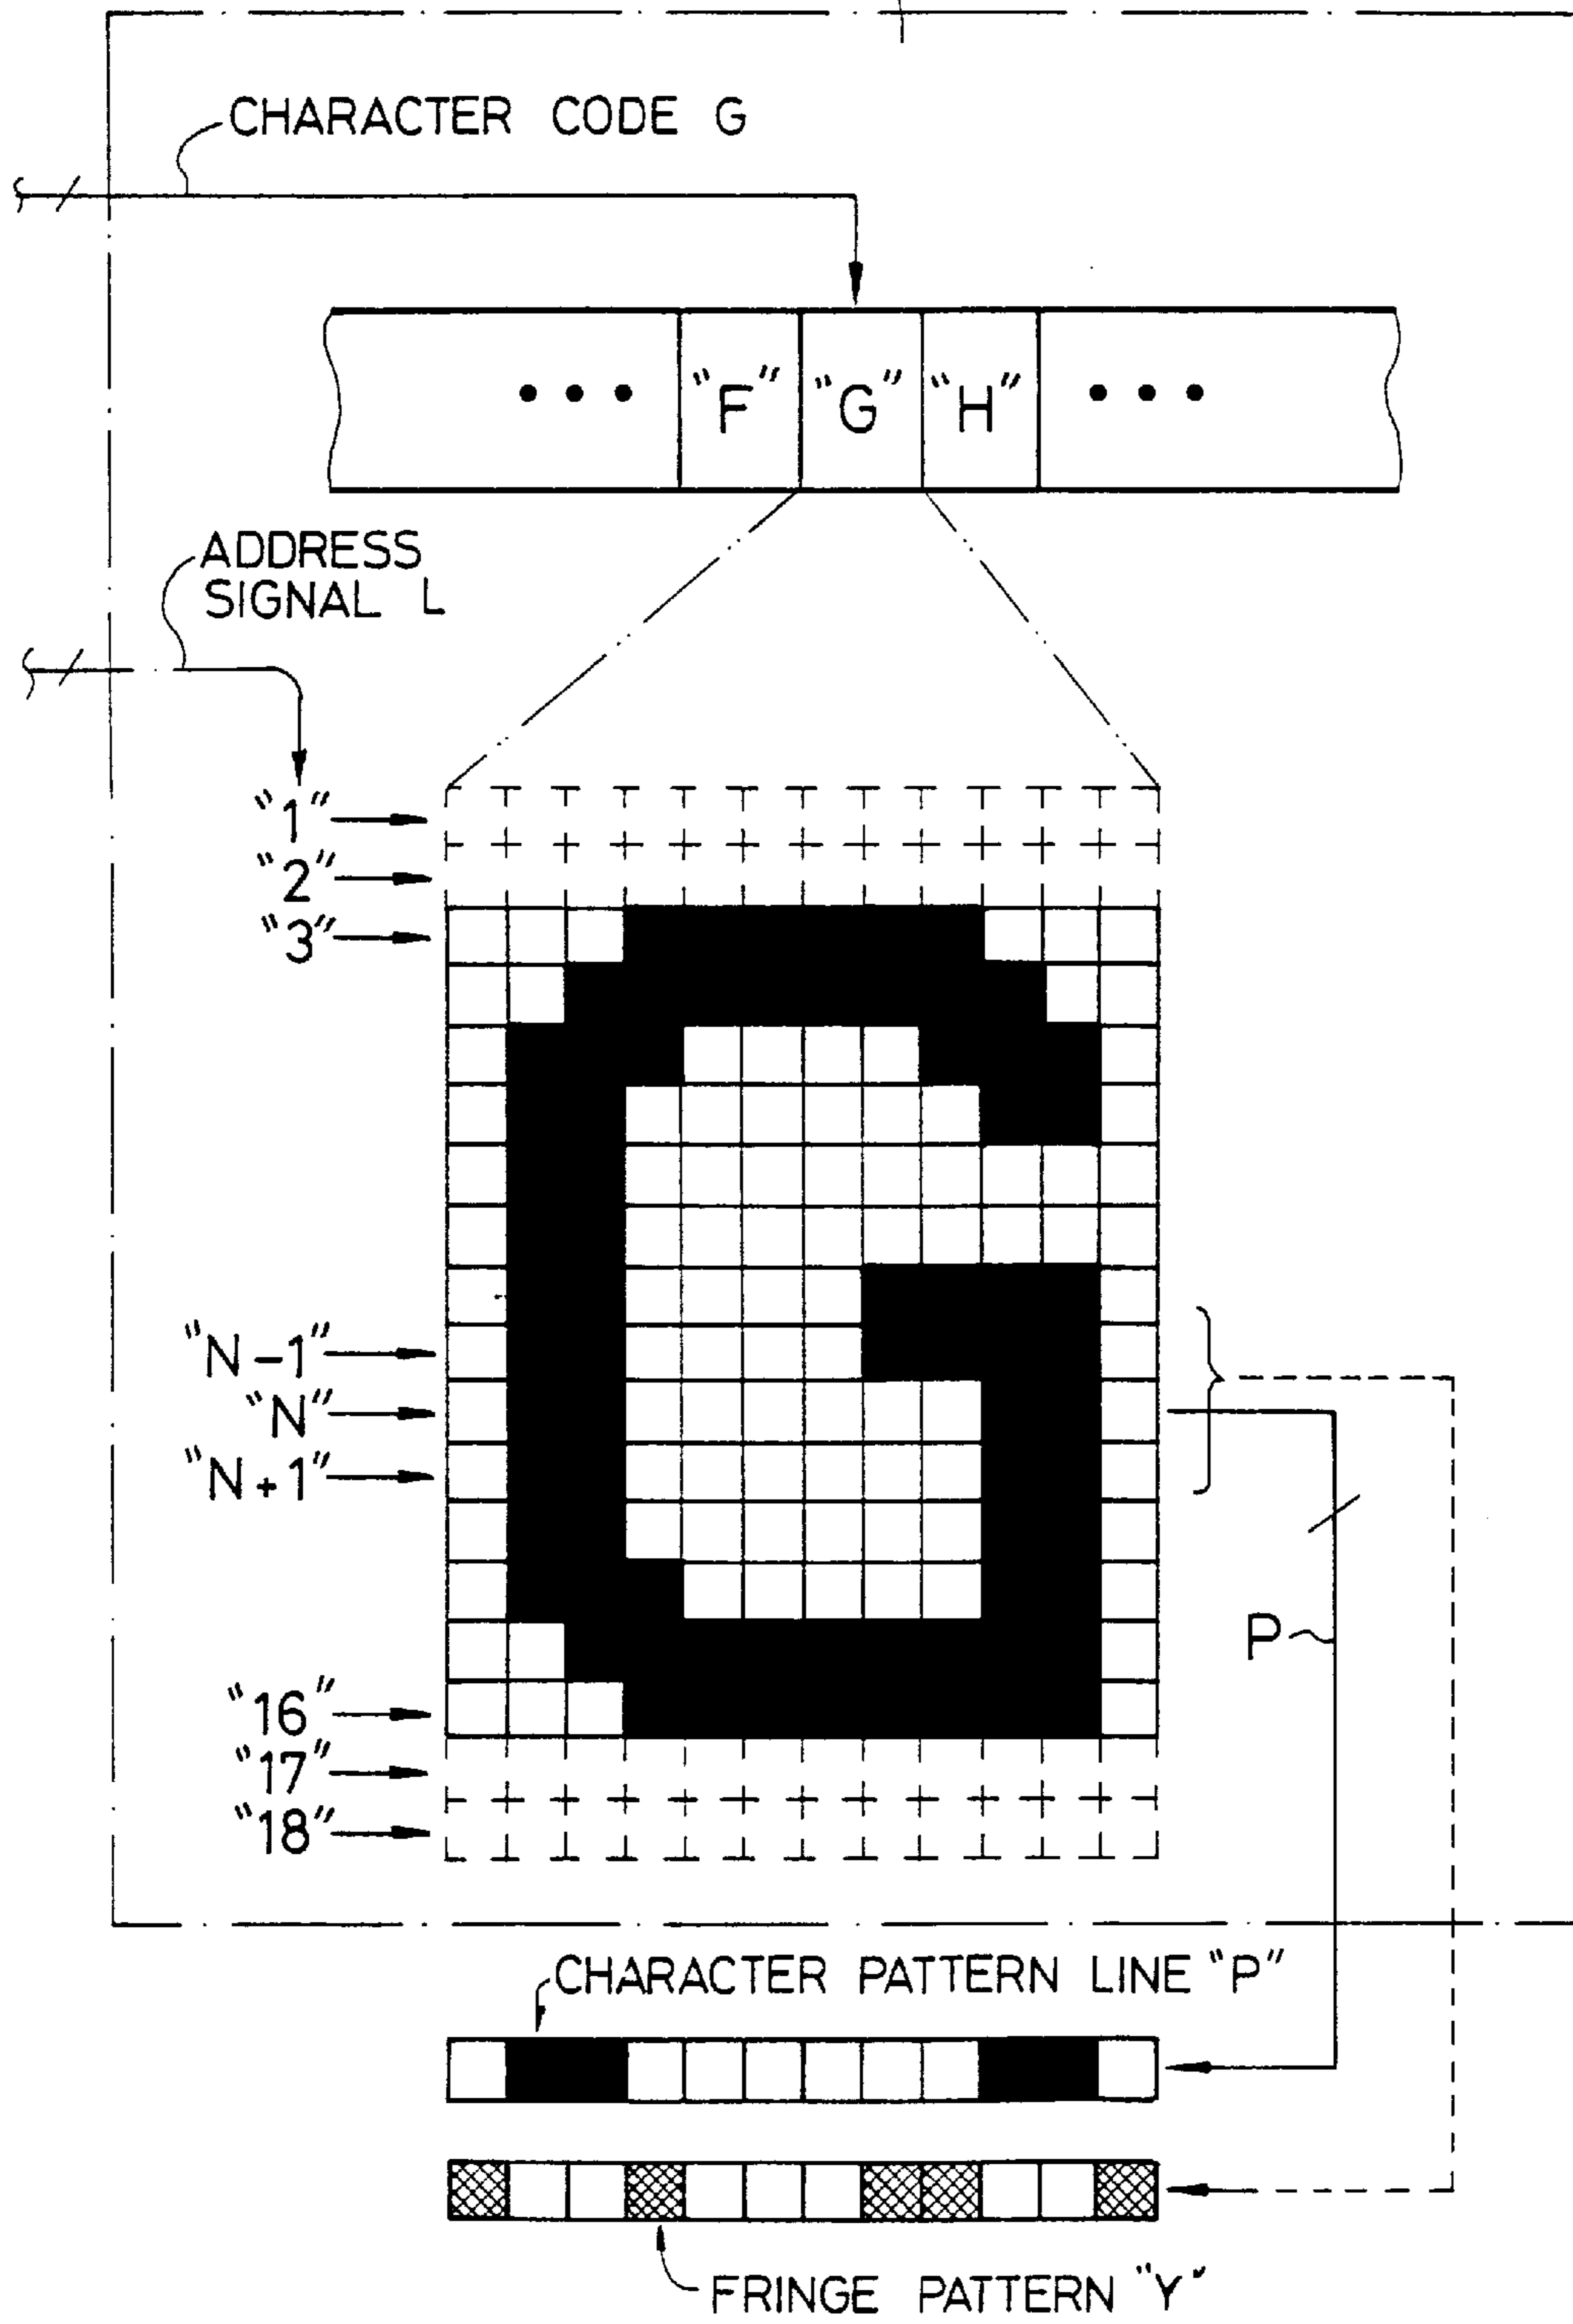 CHARACTER CODE G
• • • "F" "G" "H" • • •
ADDRESS
SIGNAL L
"1"
"2"
"3"
"N-1"
"N"
"N+1"
P
"16"
"17"
"18"
CHARACTER PATTERN LINE "P"
FRINGE PATTERN "Y"